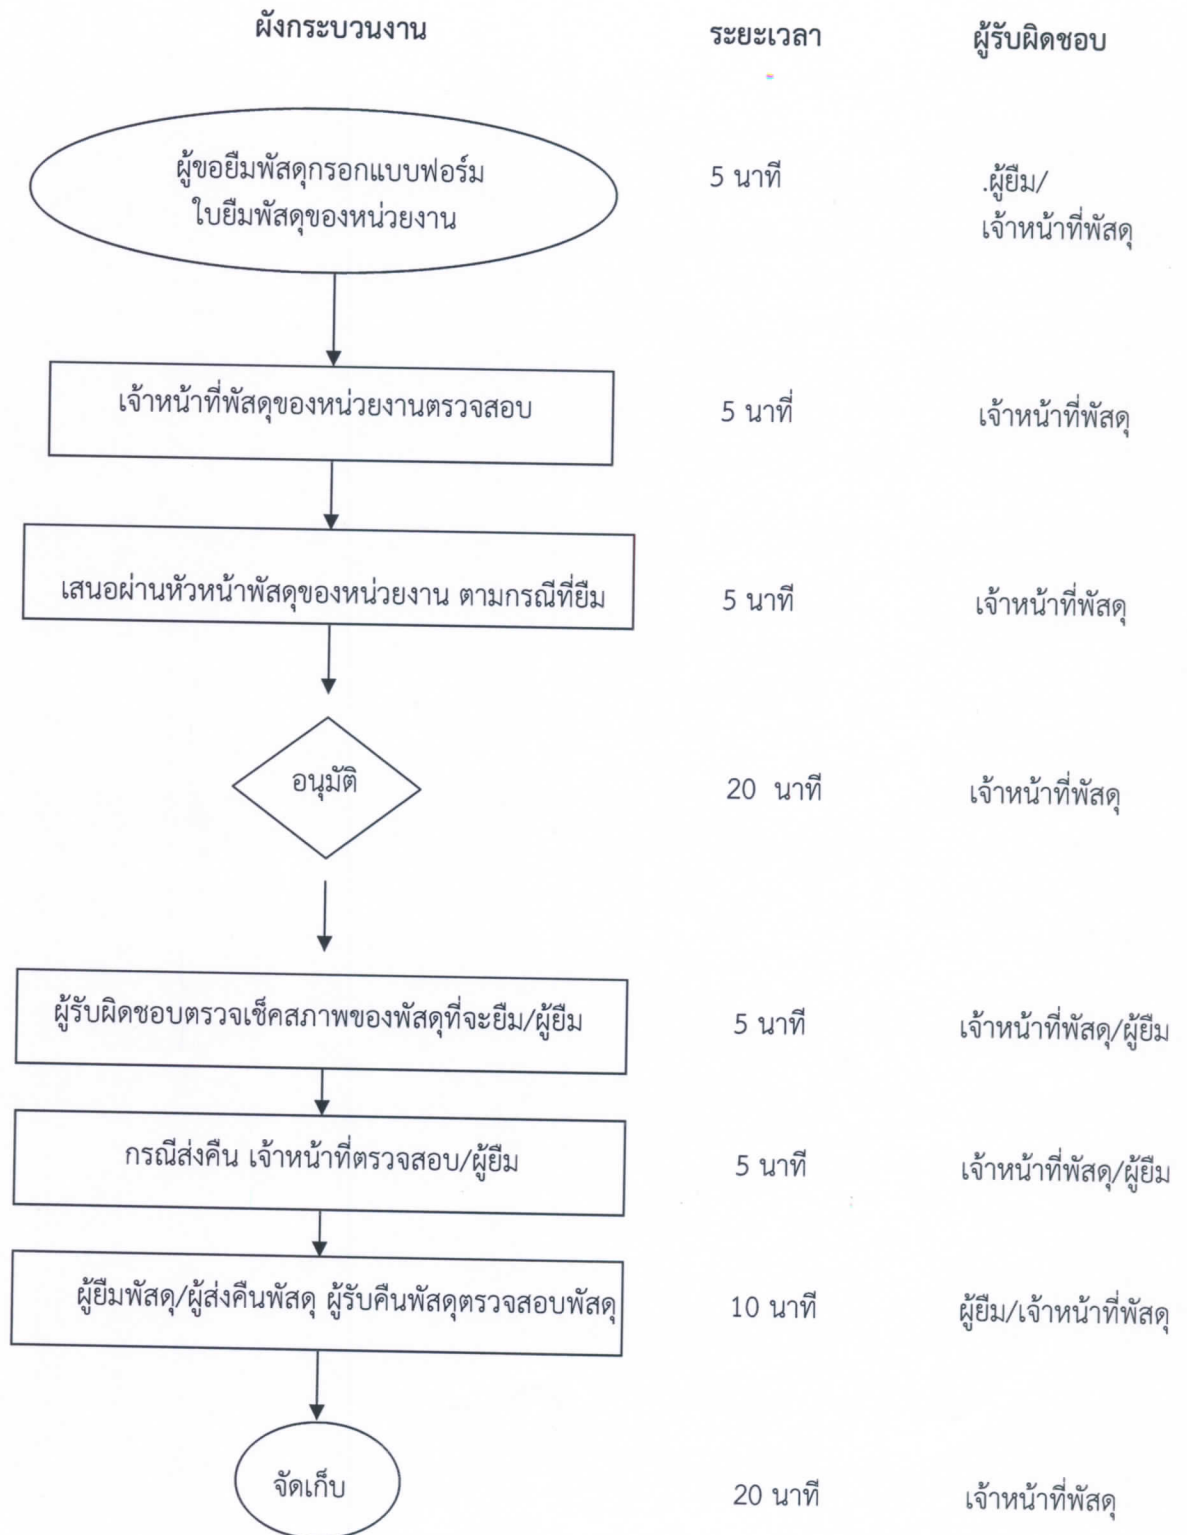 ผังกระบวนงาน ระยะเวลา ผู้รับผิดชอบ
ผู้ขอยืมพัสดุกรอกแบบฟอร์ม 5 นาที .ผู้ยืม/
ใบยืมพัสดุของหน่วยงาน เจ้าหน้าที่พัสดุ
เจ้าหน้าที่พัสดุของหน่วยงานตรวจสอบ 5 นาที่ เจ้าหน้าที่พัสดุ
เสนอผ่านหัวหน้าพัสดุของหน่วยงาน ตามกรณีที่ยืม 5 นาที เจ้าหน้าที่พัสดุ
อนุมัติ 20 นาที เจ้าหน้าที่พัสดุ
ผู้รับผิดชอบตรวจเช็คสภาพของพัสดุที่จะยืม/ผู้ยืม 5 นาที เจ้าหน้าที่พัสดุ/ผู้ยืม
กรณีส่งคืน เจ้าหน้าที่ตรวจสอบ/ผู้ยืม 5 นาที เจ้าหน้าที่พัสดุ/ผู้ยืม
ผู้ยืมพัสดุ/ผู้ส่งคืนพัสดุ ผู้รับคืนพัสดุตรวจสอบพัสดุ 10 นาที ผู้ยืม/เจ้าหน้าที่พัสดุ
จัดเก็บ 20 นาที เจ้าหน้าที่พัสดุ